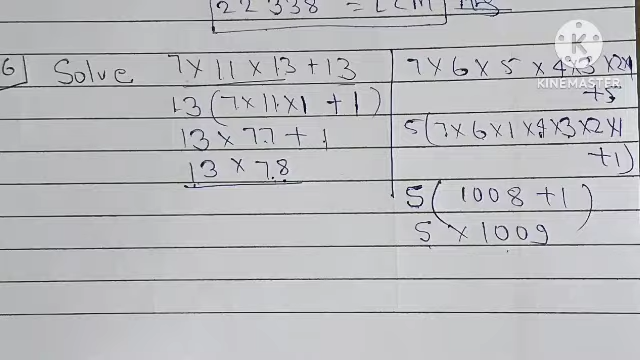 22338 = LCM Ans
6] Solve 7 × 11 × 13 + 13
13 ( 7 × 11 × 1 + 1 )
13 × 77 + 1
13 × 78
7 × 6 × 5 × 4 × 3 × 2 × 1
+ 5
5 ( 7 × 6 × 1 × 4 × 3 × 2 × 1
+ 1 )
5 ( 1008 + 1 )
5 × 1009
Made with
KINEMASTER